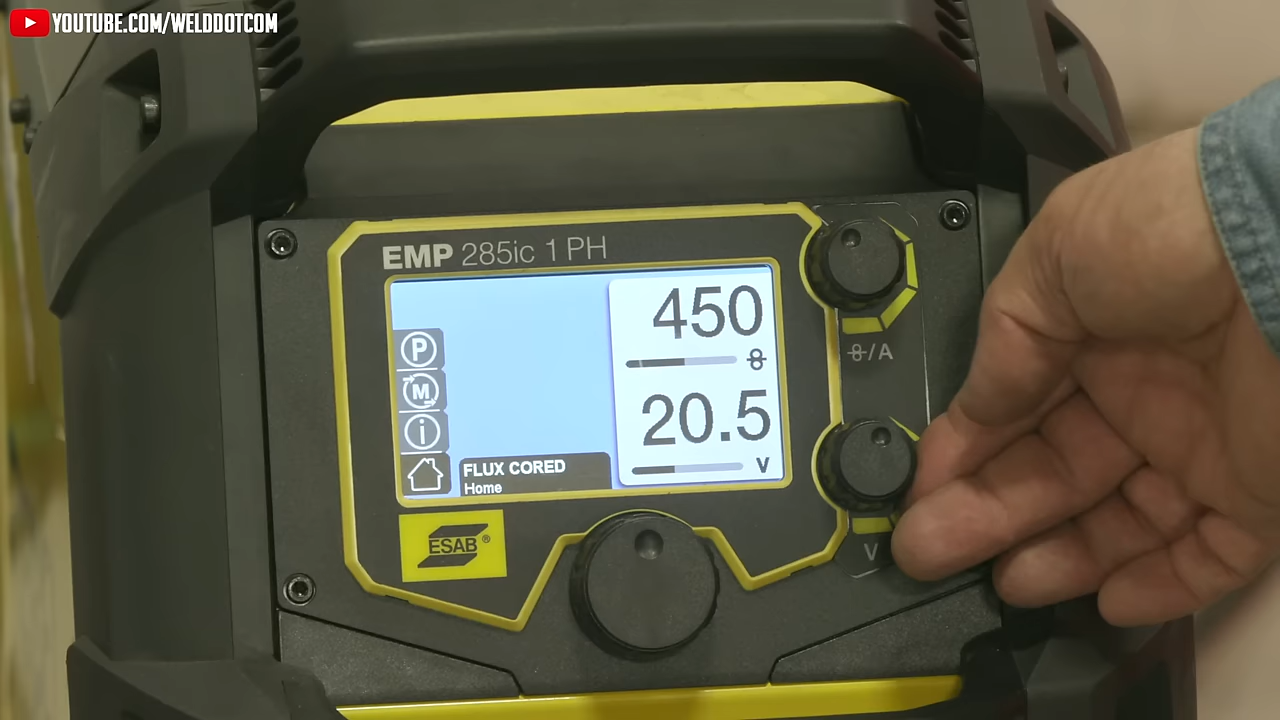 YOUTUBE.COM/WELDDOTCOM
EMP 285ic 1 PH
450
20.5
V
P
M
i
FLUX CORED
Home
ESAB®
/A
V